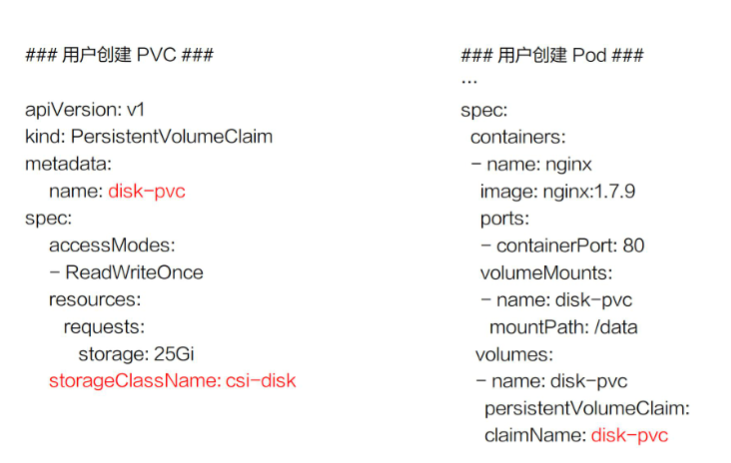 ### 用户创建 PVC ###
apiVersion: v1
kind: PersistentVolumeClaim
metadata:
name: disk-pvc
spec:
accessModes:
- ReadWriteOnce
resources:
requests:
storage: 25Gi
storageClassName: csi-disk
### 用户创建 Pod ###
...
spec:
containers:
- name: nginx
image: nginx:1.7.9
ports:
- containerPort: 80
volumeMounts:
- name: disk-pvc
mountPath: /data
volumes:
- name: disk-pvc
persistentVolumeClaim:
claimName: disk-pvc